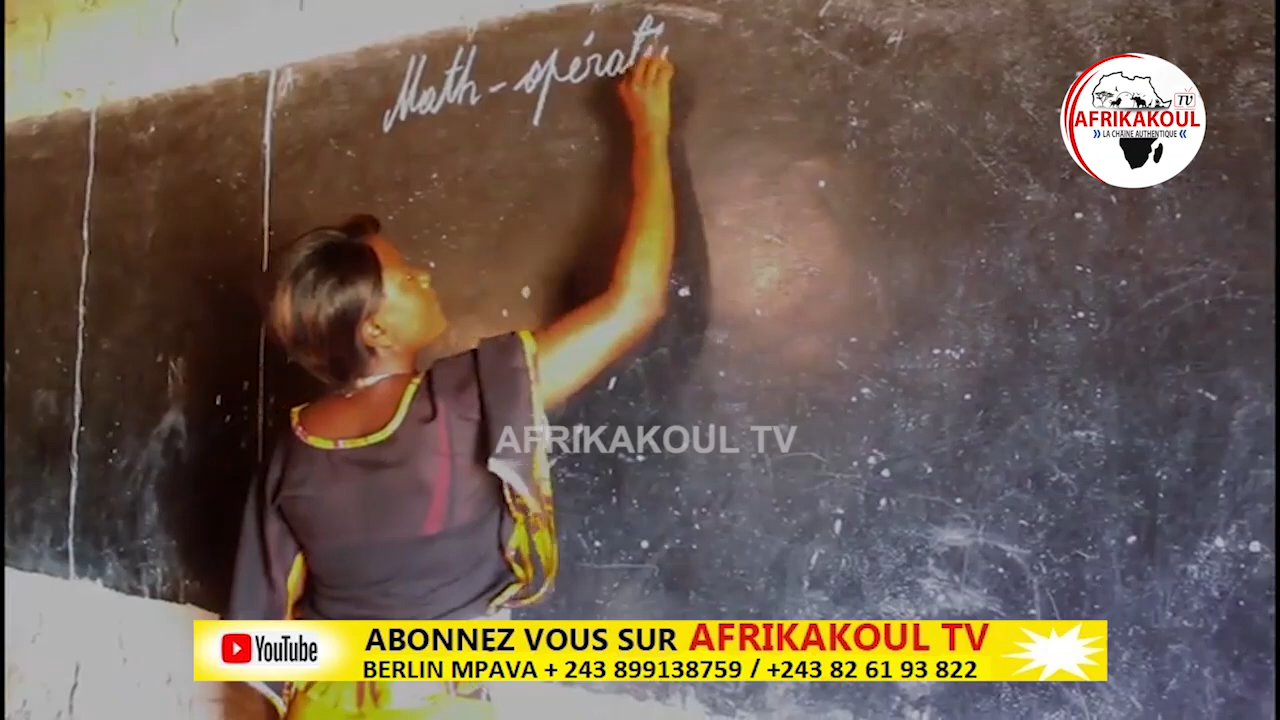 Math-opérati
TV
AFRIKAKOUL
LA CHAÎNE AUTHENTIQUE
AFRIKAKOUL TV
YouTube
ABONNEZ VOUS SUR AFRIKAKOUL TV
BERLIN MPAVA + 243 899138759 / +243 82 61 93 822